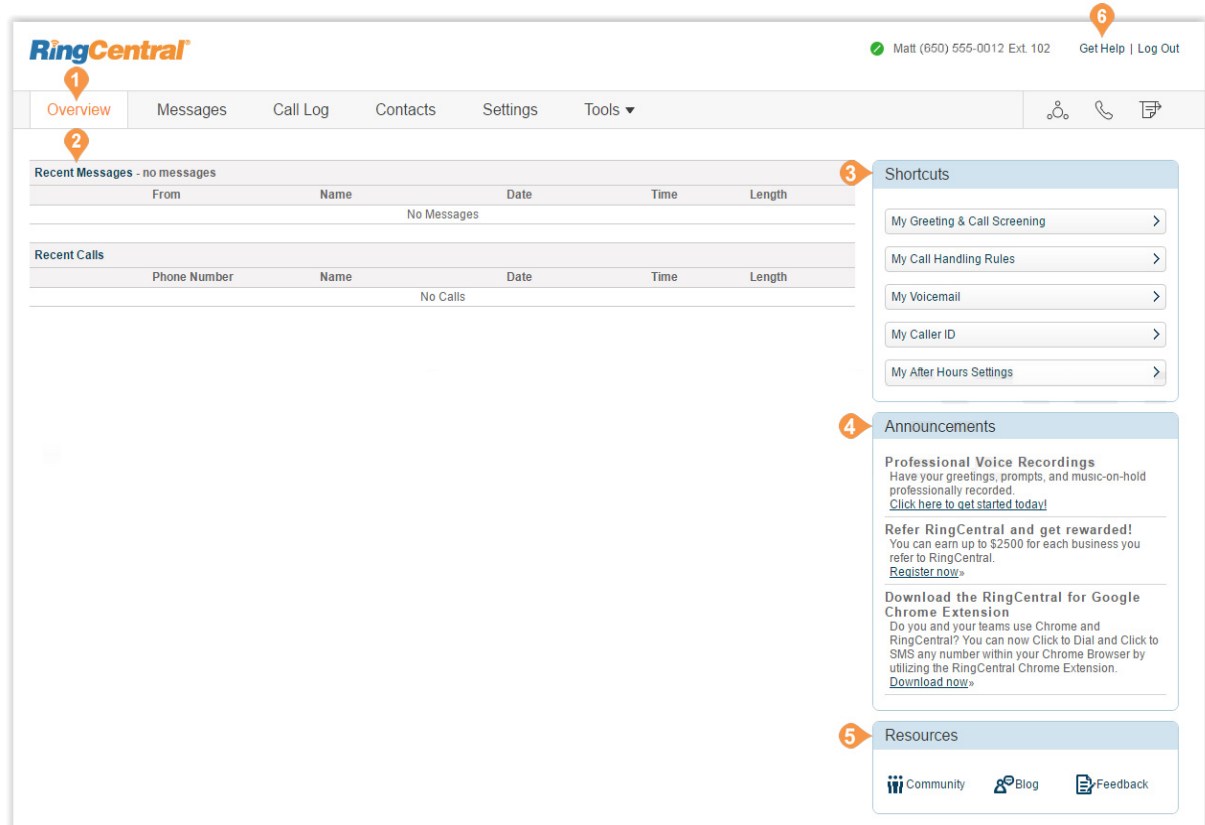 6
RingCentral®
Matt (650) 555-0012 Ext. 102 Get Help | Log Out
1
Overview Messages Call Log Contacts Settings Tools
2
Recent Messages - no messages
From Name Date Time Length
No Messages
Recent Calls
Phone Number Name Date Time Length
No Calls
3
Shortcuts
My Greeting & Call Screening
My Call Handling Rules
My Voicemail
My Caller ID
My After Hours Settings
4
Announcements
Professional Voice Recordings
Have your greetings, prompts, and music-on-hold
professionally recorded.
Click here to get started today!
Refer RingCentral and get rewarded!
You can earn up to $2500 for each business you
refer to RingCentral.
Register now»
Download the RingCentral for Google
Chrome Extension
Do you and your teams use Chrome and
RingCentral? You can now Click to Dial and Click to
SMS any number within your Chrome Browser by
utilizing the RingCentral Chrome Extension.
Download now»
5
Resources
Community Blog Feedback